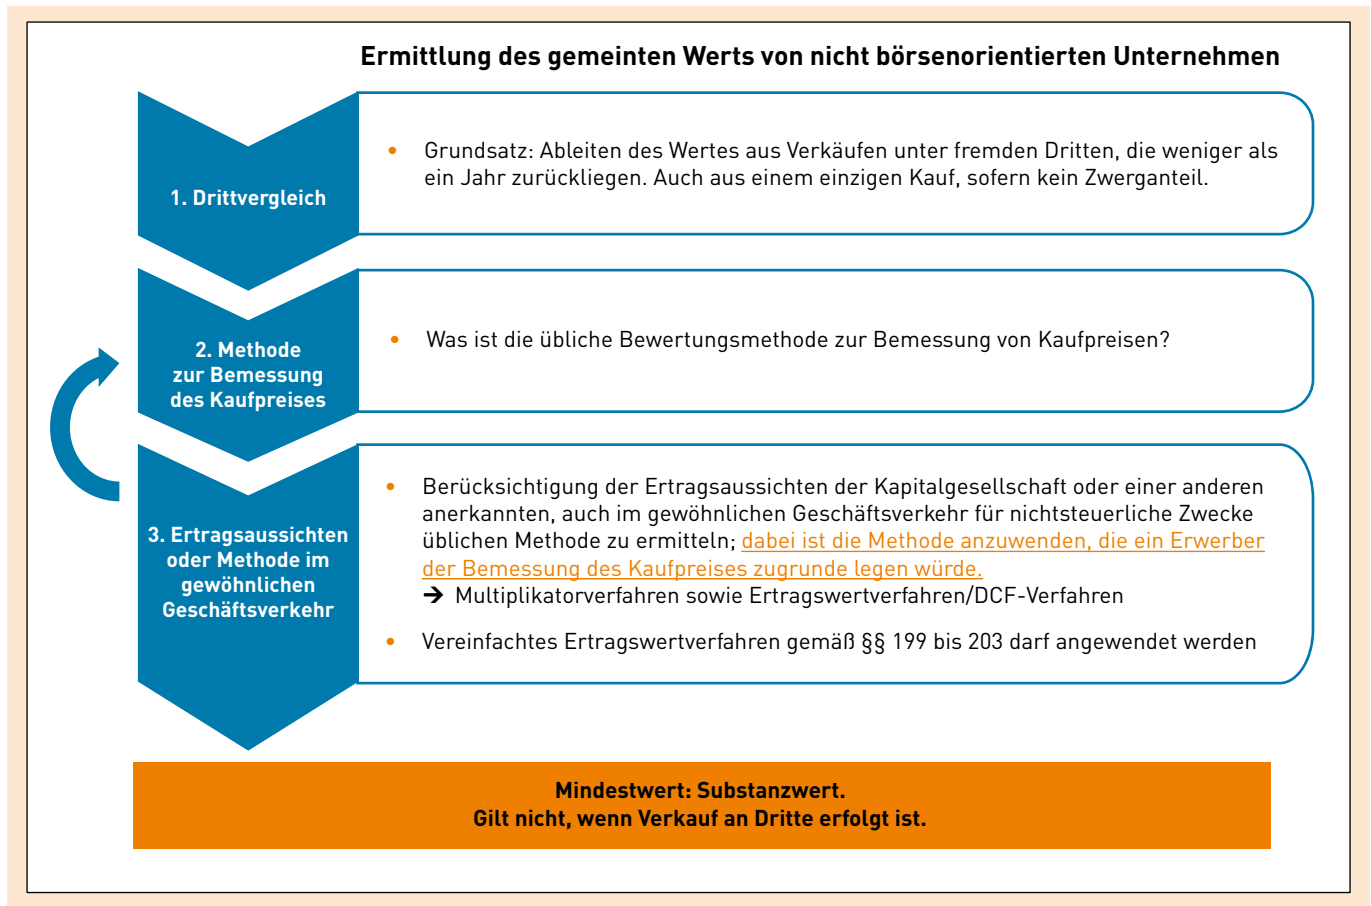 Ermittlung des gemeinten Werts von nicht börsenorientierten Unternehmen
1. Drittvergleich
• Grundsatz: Ableiten des Wertes aus Verkäufen unter fremden Dritten, die weniger als
ein Jahr zurückliegen. Auch aus einem einzigen Kauf, sofern kein Zwerganteil.
2. Methode
zur Bemessung
des Kaufpreises
• Was ist die übliche Bewertungsmethode zur Bemessung von Kaufpreisen?
3. Ertragsaussichten
oder Methode im
gewöhnlichen
Geschäftsverkehr
• Berücksichtigung der Ertragsaussichten der Kapitalgesellschaft oder einer anderen
anerkannten, auch im gewöhnlichen Geschäftsverkehr für nichtsteuerliche Zwecke
üblichen Methode zu ermitteln; dabei ist die Methode anzuwenden, die ein Erwerber
der Bemessung des Kaufpreises zugrunde legen würde.
➔ Multiplikatorverfahren sowie Ertragswertverfahren/DCF-Verfahren
• Vereinfachtes Ertragswertverfahren gemäß §§ 199 bis 203 darf angewendet werden
Mindestwert: Substanzwert.
Gilt nicht, wenn Verkauf an Dritte erfolgt ist.